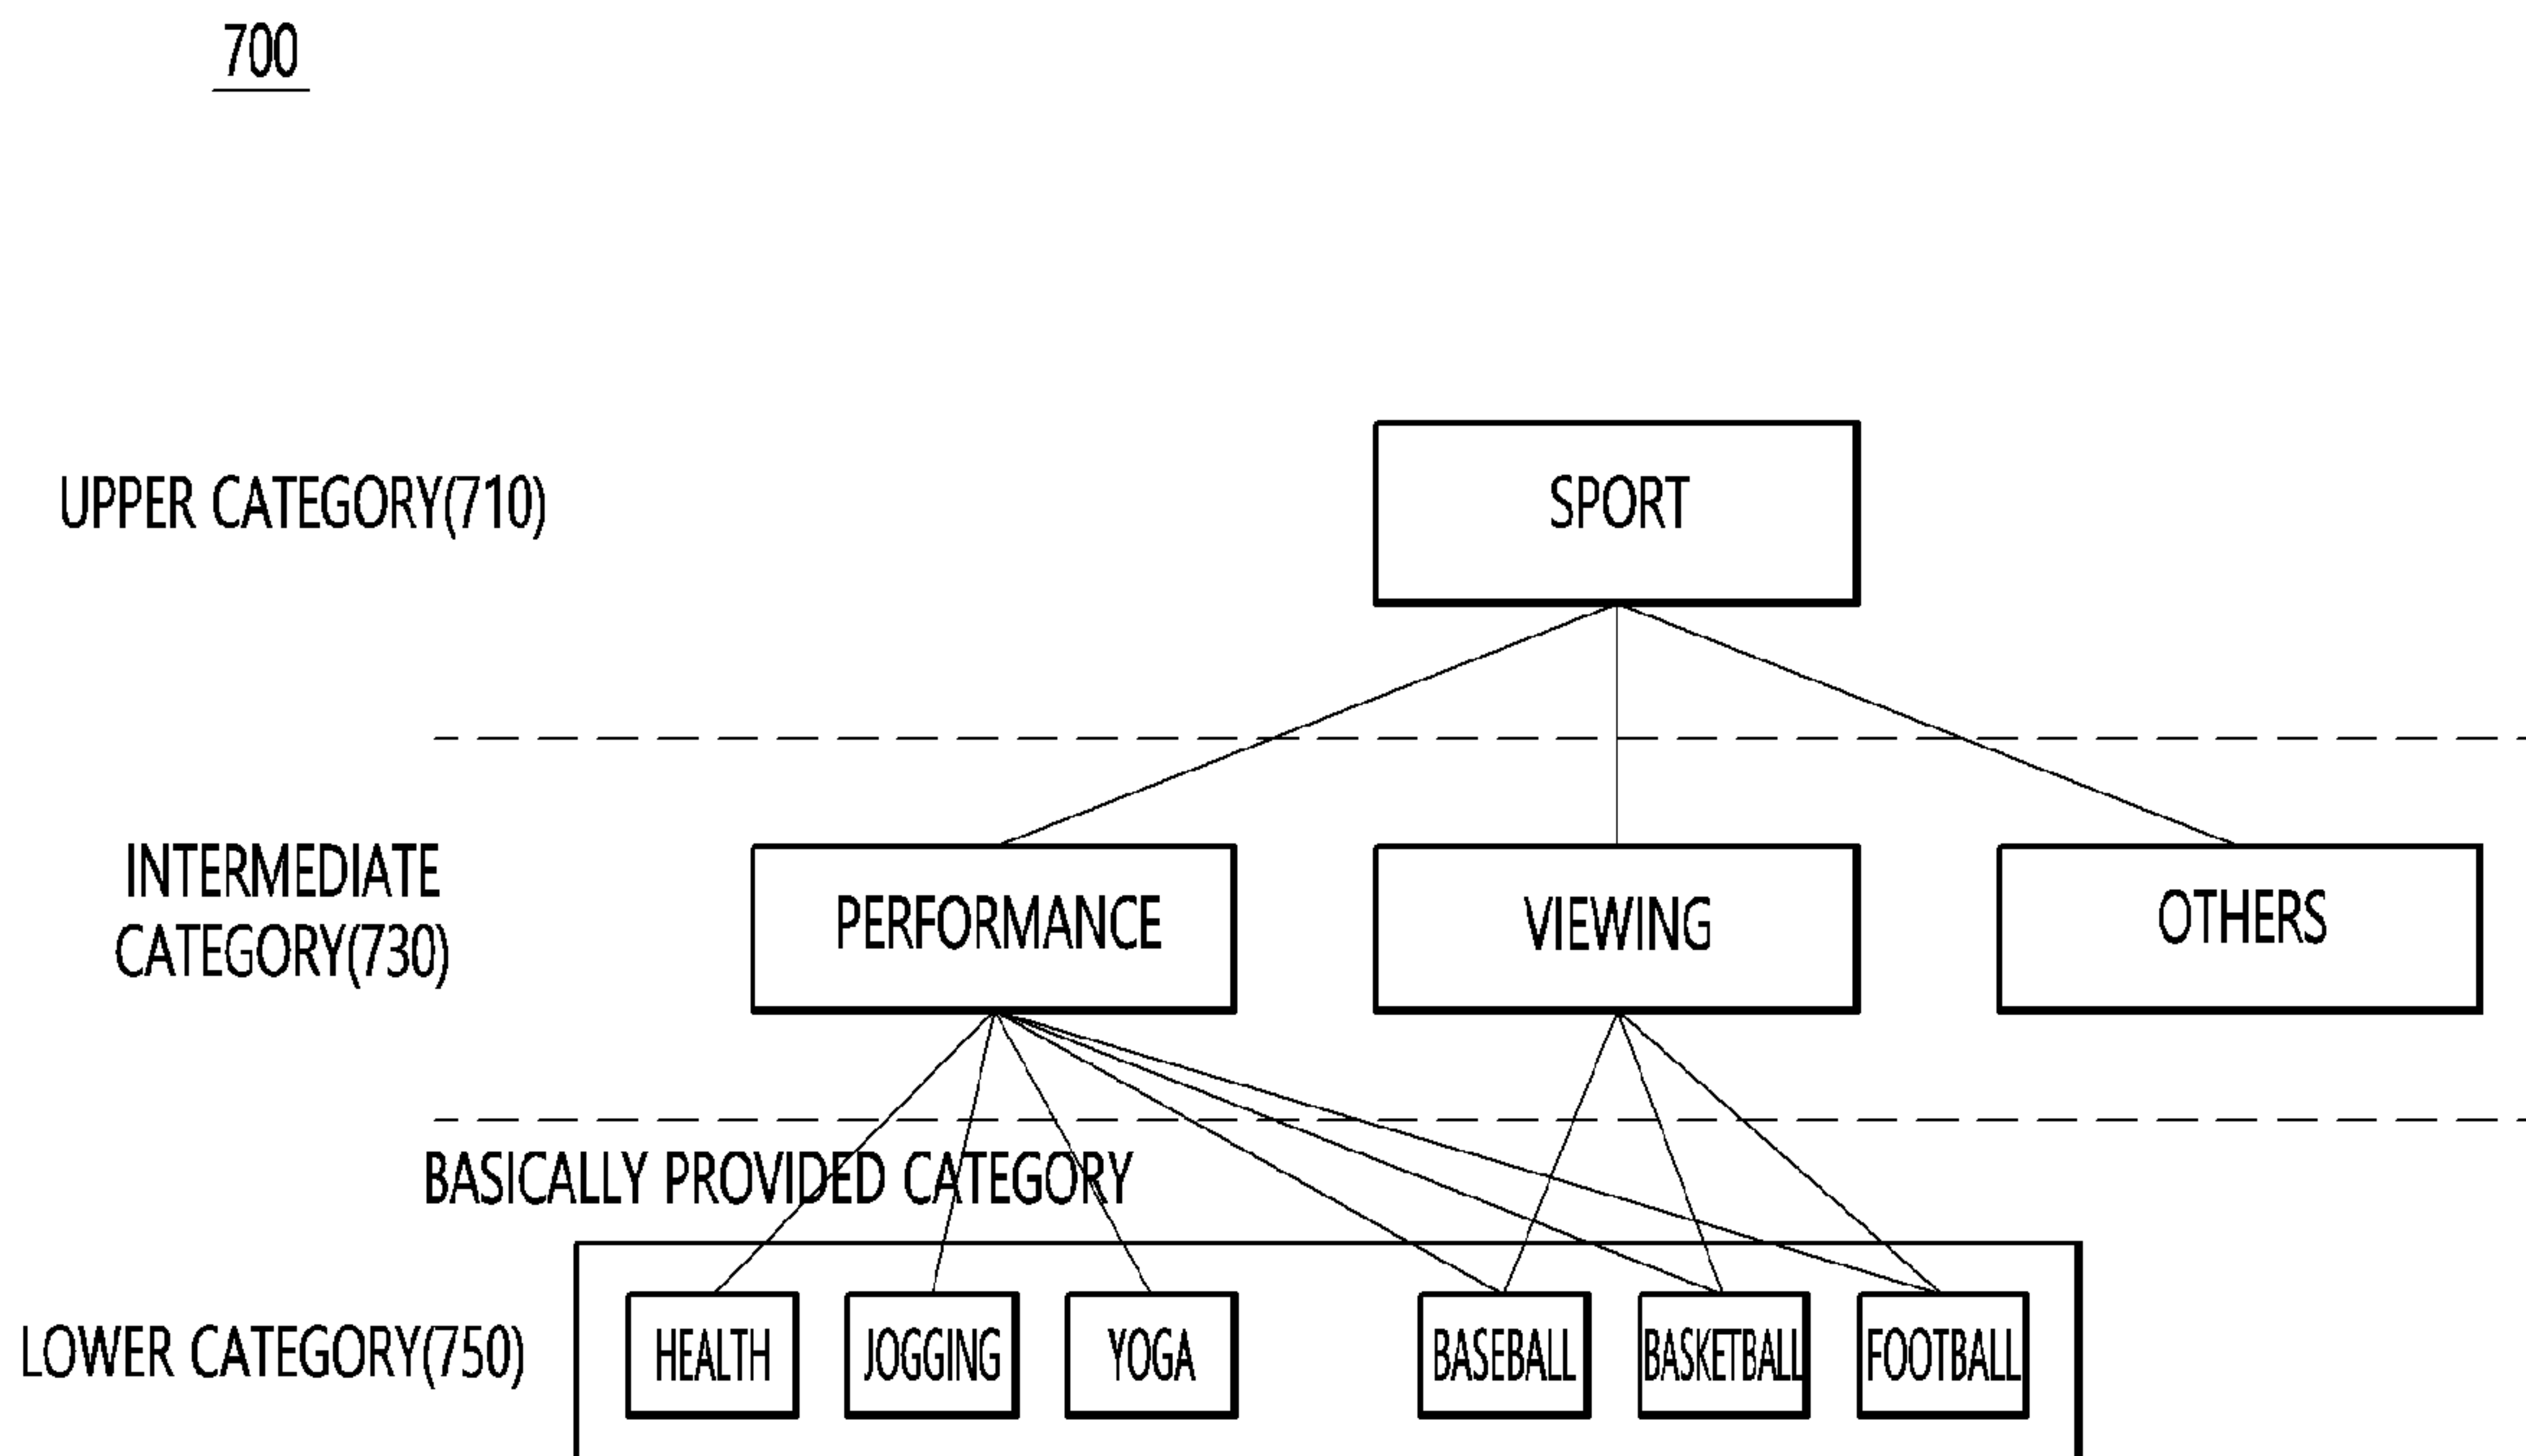 700
UPPER CATEGORY(710)
SPORT
INTERMEDIATE
CATEGORY(730)
PERFORMANCE
VIEWING
OTHERS
BASICALLY PROVIDED CATEGORY
LOWER CATEGORY(750)
HEALTH
JOGGING
YOGA
BASEBALL
BASKETBALL
FOOTBALL